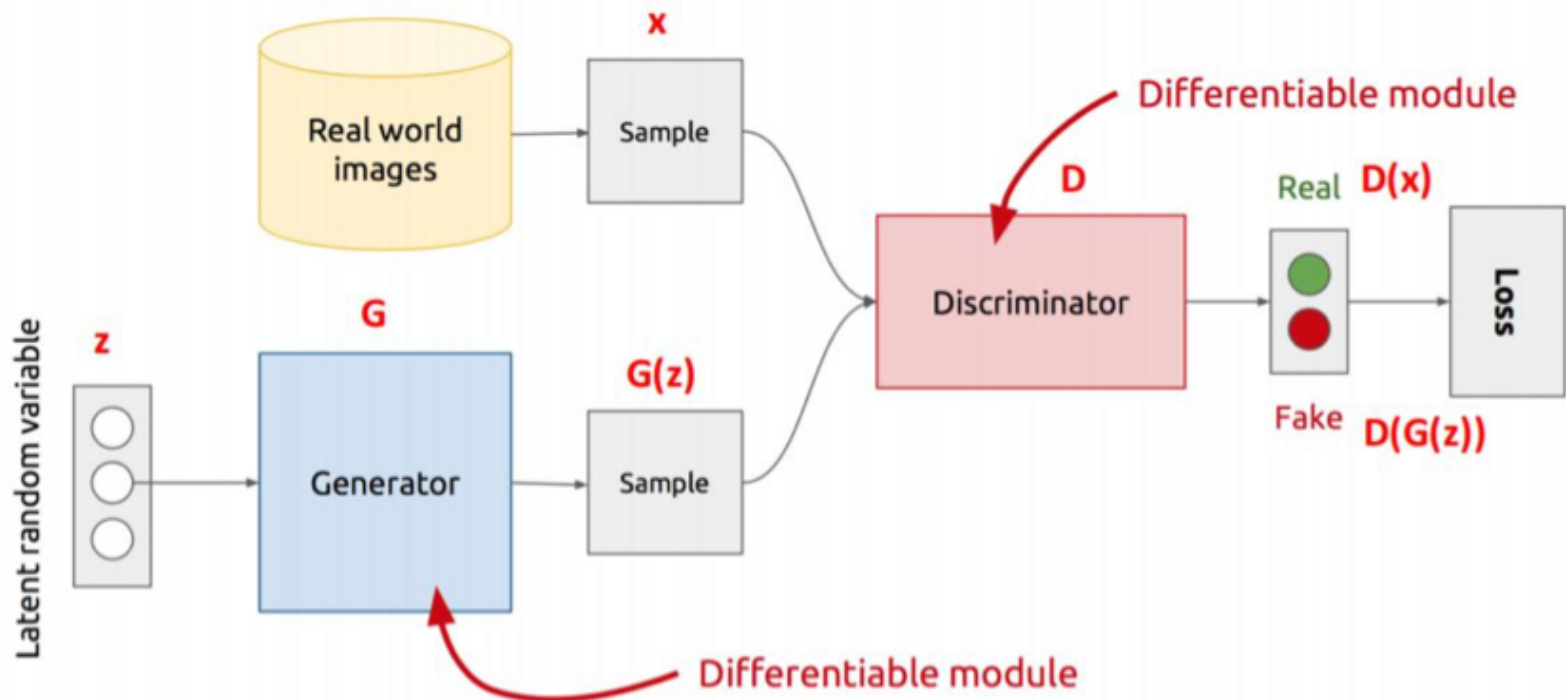 x
Real world
images
Sample
Differentiable module
D
Real
D(x)
Discriminator
Loss
Fake
D(G(z))
Latent random variable
z
G
Generator
G(z)
Sample
Differentiable module